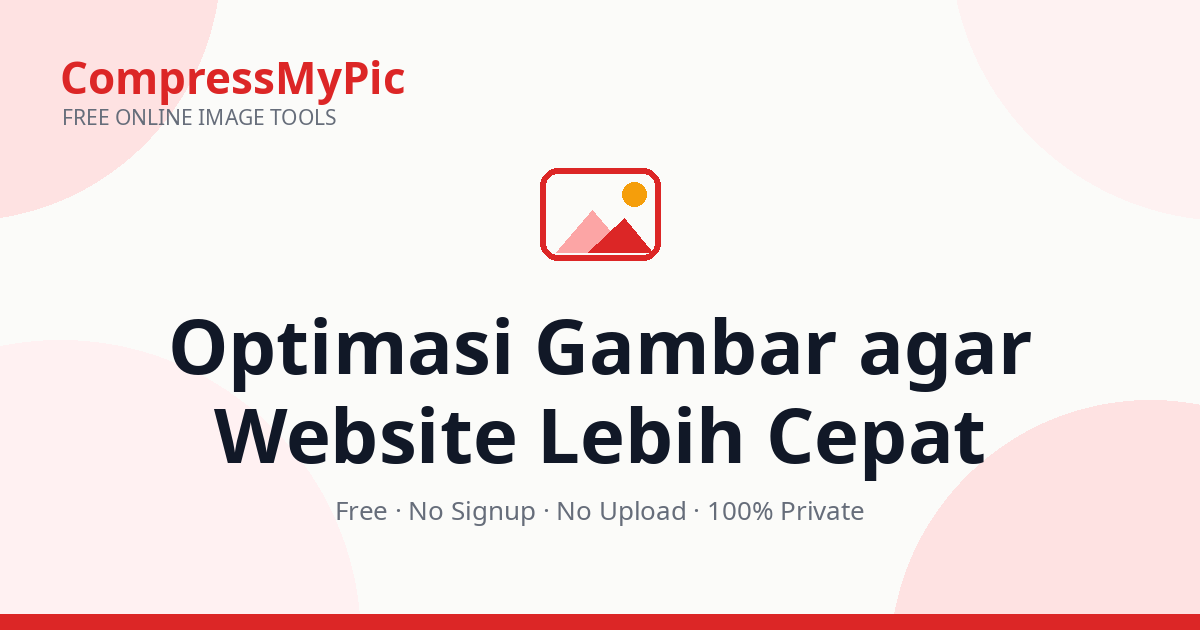 CompressMyPic
FREE ONLINE IMAGE TOOLS
Optimasi Gambar agar
Website Lebih Cepat
Free · No Signup · No Upload · 100% Private